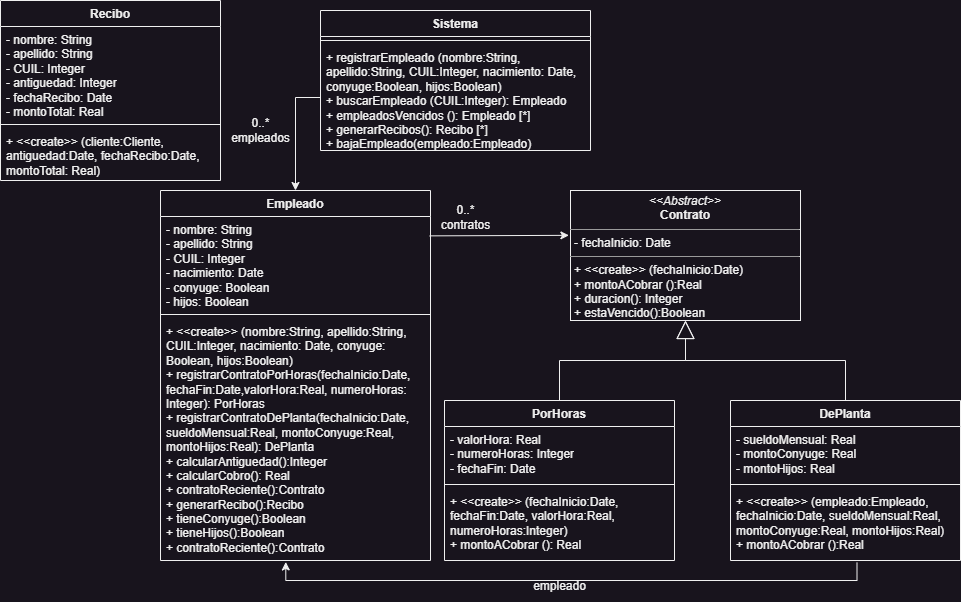 Recibo
- nombre: String
- apellido: String
- CUIL: Integer
- antiguedad: Integer
- fechaRecibo: Date
- montoTotal: Real
+ <<create>> (cliente:Cliente,
antiguedad:Date, fechaRecibo:Date,
montoTotal: Real)
Sistema
+ registrarEmpleado (nombre:String,
apellido:String, CUIL:Integer, nacimiento: Date,
conyuge:Boolean, hijos:Boolean)
+ buscarEmpleado (CUIL:Integer): Empleado
+ empleadosVencidos (): Empleado [*]
+ generarRecibos(): Recibo [*]
+ bajaEmpleado(empleado:Empleado)
0..*
empleados
Empleado
- nombre: String
- apellido: String
- CUIL: Integer
- nacimiento: Date
- conyuge: Boolean
- hijos: Boolean
+ <<create>> (nombre:String, apellido:String,
CUIL:Integer, nacimiento: Date, conyuge:
Boolean, hijos:Boolean)
+ registrarContratoPorHoras(fechaInicio:Date,
fechaFin:Date,valorHora:Real, numeroHoras:
Integer): PorHoras
+ registrarContratoDePlanta(fechaInicio:Date,
sueldoMensual:Real, montoConyuge:Real,
montoHijos:Real): DePlanta
+ calcularAntiguedad():Integer
+ calcularCobro(): Real
+ contratoReciente():Contrato
+ generarRecibo():Recibo
+ tieneConyuge():Boolean
+ tieneHijos():Boolean
+ contratoReciente():Contrato
0..*
contratos
<<Abstract>>
Contrato
- fechaInicio: Date
+ <<create>> (fechaInicio:Date)
+ montoACobrar ():Real
+ duracion(): Integer
+ estaVencido():Boolean
PorHoras
- valorHora: Real
- numeroHoras: Integer
- fechaFin: Date
+ <<create>> (fechaInicio:Date,
fechaFin:Date, valorHora:Real,
numeroHoras:Integer)
+ montoACobrar (): Real
DePlanta
- sueldoMensual: Real
- montoConyuge: Real
- montoHijos: Real
+ <<create>> (empleado:Empleado,
fechaInicio:Date, sueldoMensual:Real,
montoConyuge:Real, montoHijos:Real)
+ montoACobrar ():Real
empleado